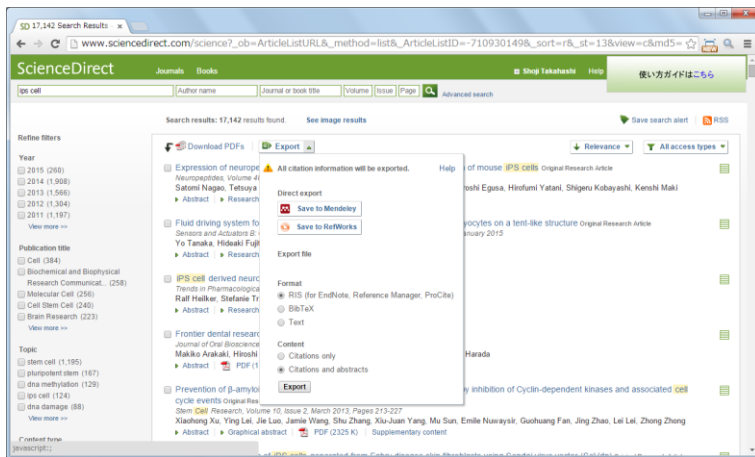 SD 17,142 Search Results
www.sciencedirect.com/science?_ob=ArticleListURL&_method=list&_ArticleListID=-710930149&_sort=r&_st=13&view=c&md5=
ScienceDirect
Journals Books
Shoji Takahashi Help
使い方ガイドはこちら
ips cell
Author name
Journal or book title
Volume
Issue
Page
Advanced search
Search results: 17,142 results found. See image results
Save search alert RSS
Refine filters
Download PDFs
Export
Relevance
All access types
Year
2015 (260)
2014 (1,908)
2013 (1,566)
2012 (1,304)
2011 (1,197)
View more >>
Publication title
Cell (384)
Biochemical and Biophysical
Research Communicat... (258)
Molecular Cell (256)
Cell Stem Cell (240)
Brain Research (223)
View more >>
Topic
stem cell (1,195)
pluripotent stem (167)
dna methylation (129)
ips cell (124)
dna damage (88)
View more >>
Content type
javascript:;
All citation information will be exported. Help
Direct export
Save to Mendeley
Save to RefWorks
Export file
Format
RIS (for EndNote, Reference Manager, ProCite)
BibTeX
Text
Content
Citations only
Citations and abstracts
Export
Expression of neurope
of mouse iPS cells Original Research Article
Neuropeptides, Volume 4
Satomi Nagao, Tetsuya
roshi Egusa, Hirofumi Yatani, Shigeru Kobayashi, Kenshi Maki
Abstract Research
Fluid driving system fo
yocytes on a tent-like structure Original Research Article
Sensors and Actuators B:
anuary 2015
Yo Tanaka, Hideaki Fujit
Abstract Research
iPS cell derived neuro
Trends in Pharmacologica
Ralf Heilker, Stefanie Tr
Abstract Research
Frontier dental researc
Journal of Oral Bioscience
Makiko Arakaki, Hiroshi
Harada
Abstract PDF (1
Prevention of β-amylo
y inhibition of Cyclin-dependent kinases and associated cell
cycle events Original Res
Stem Cell Research, Volume 10, Issue 2, March 2013, Pages 213-227
Xiaohong Xu, Ying Lei, Jie Luo, Jamie Wang, Shu Zhang, Xiu-Juan Yang, Mu Sun, Emile Nuwaysir, Guohuang Fan, Jing Zhao, Lei Lei, Zhong Zhong
Abstract Graphical abstract PDF (2325 K) Supplementary content